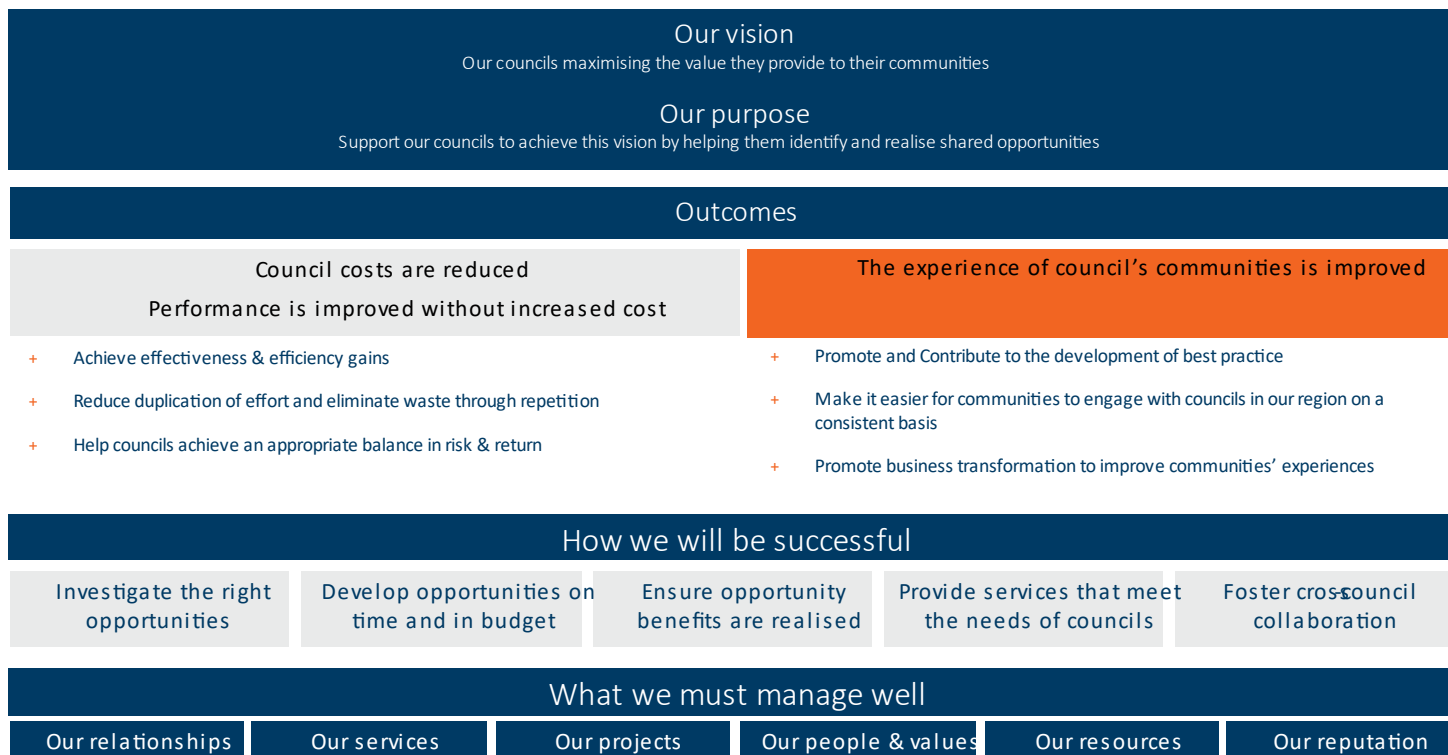 Our vision
Our councils maximising the value they provide to their communities
Our purpose
Support our councils to achieve this vision by helping them identify and realise shared opportunities
Outcomes
Council costs are reduced
Performance is improved without increased cost
+ Achieve effectiveness & efficiency gains
+ Reduce duplication of effort and eliminate waste through repetition
+ Help councils achieve an appropriate balance in risk & return
The experience of council's communities is improved
+ Promote and Contribute to the development of best practice
+ Make it easier for communities to engage with councils in our region on a
consistent basis
+ Promote business transformation to improve communities' experiences
How we will be successful
Investigate the right
opportunities
Develop opportunities on
time and in budget
Ensure opportunity
benefits are realised
Provide services that meet
the needs of councils
Foster cross-council
collaboration
What we must manage well
Our relationships
Our services
Our projects
Our people & values
Our resources
Our reputation